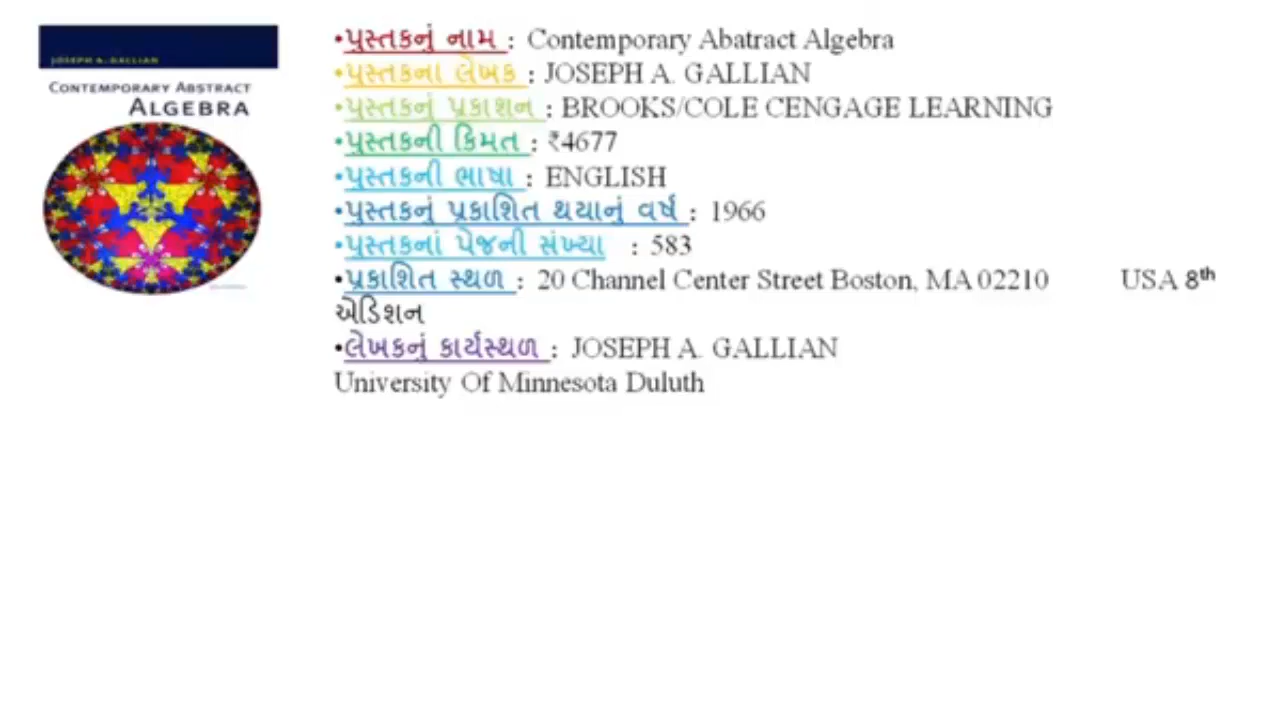 JOSEPH A. GALLIAN
CONTEMPORARY ABSTRACT
ALGEBRA
•પુસ્તકનું નામ : Contemporary Abatract Algebra
•પુસ્તકના લેખક : JOSEPH A. GALLIAN
•પુસ્તકનું પ્રકાશન : BROOKS/COLE CENGAGE LEARNING
•પુસ્તકની કિમત : ₹4677
•પુસ્તકની ભાષા : ENGLISH
•પુસ્તકનું પ્રકાશિત થયાનું વર્ષ : 1966
•પુસ્તકનાં પેજની સંખ્યા : 583
•પ્રકાશિત સ્થળ : 20 Channel Center Street Boston, MA 02210 USA 8th
એડિશન
•લેખકનું કાર્યસ્થળ : JOSEPH A. GALLIAN
University Of Minnesota Duluth